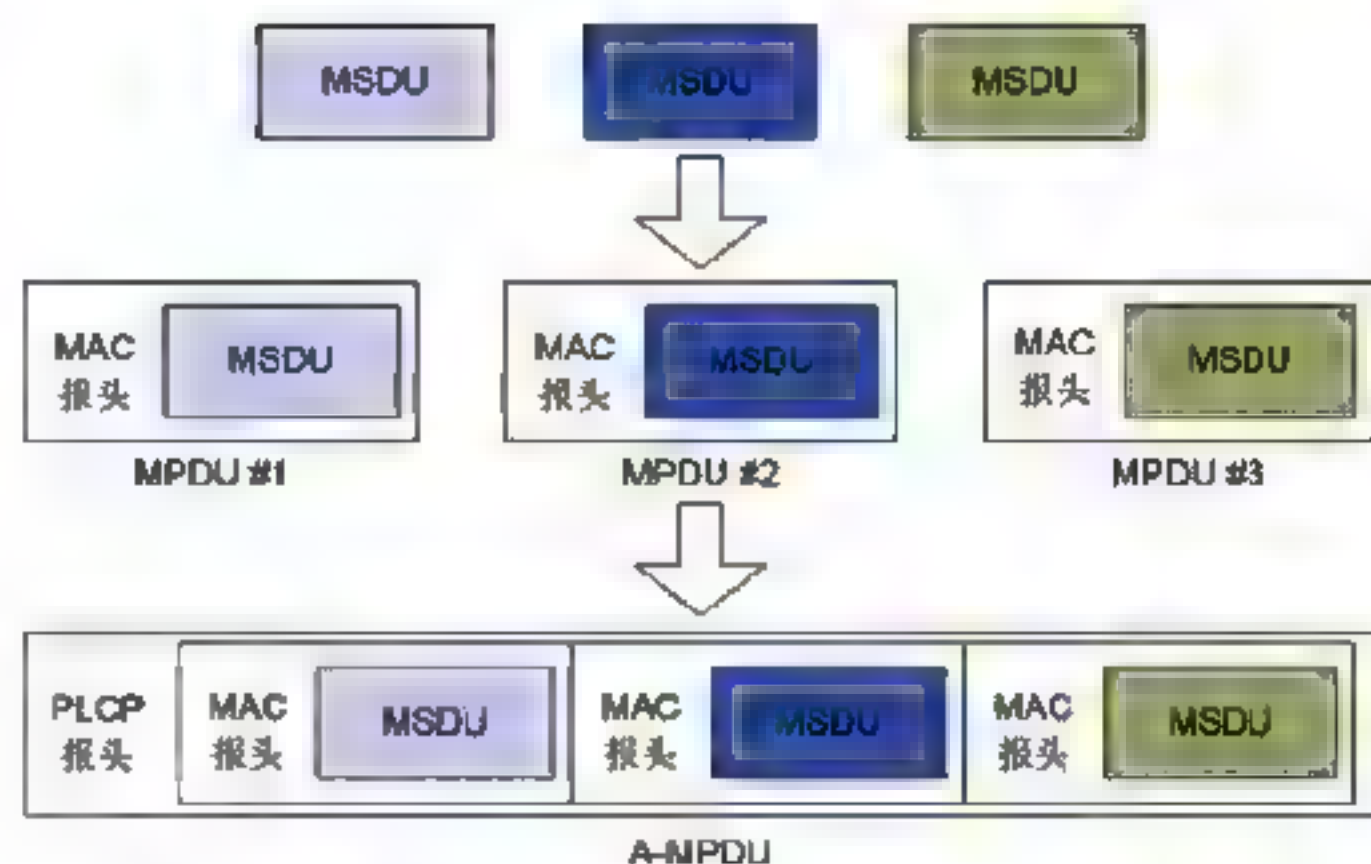 MSDU MSDU MSDU
MAC
报头
MSDU
MAC
报头
MSDU
MAC
报头
MSDU
MPDU #1 MPDU #2 MPDU #3
PLCP
报头
MAC
报头
MSDU
MAC
报头
MSDU
MAC
报头
MSDU
A-MPDU